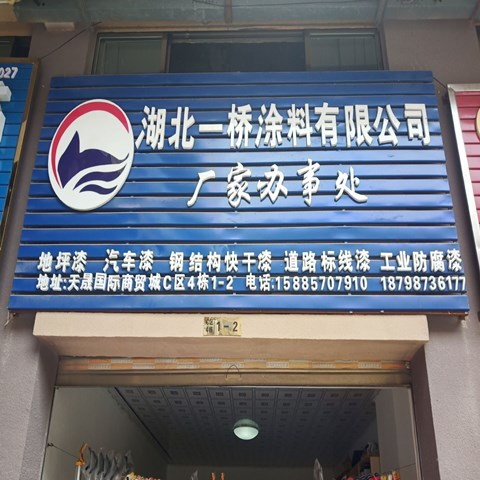 027
湖北一桥涂料有限公司
厂家办事处
地坪漆 汽车漆 钢结构快干漆 道路标线漆 工业防腐漆
地址:天晟国际商贸城C区4栋1-2 电话:15885707910 18798736177
1-2